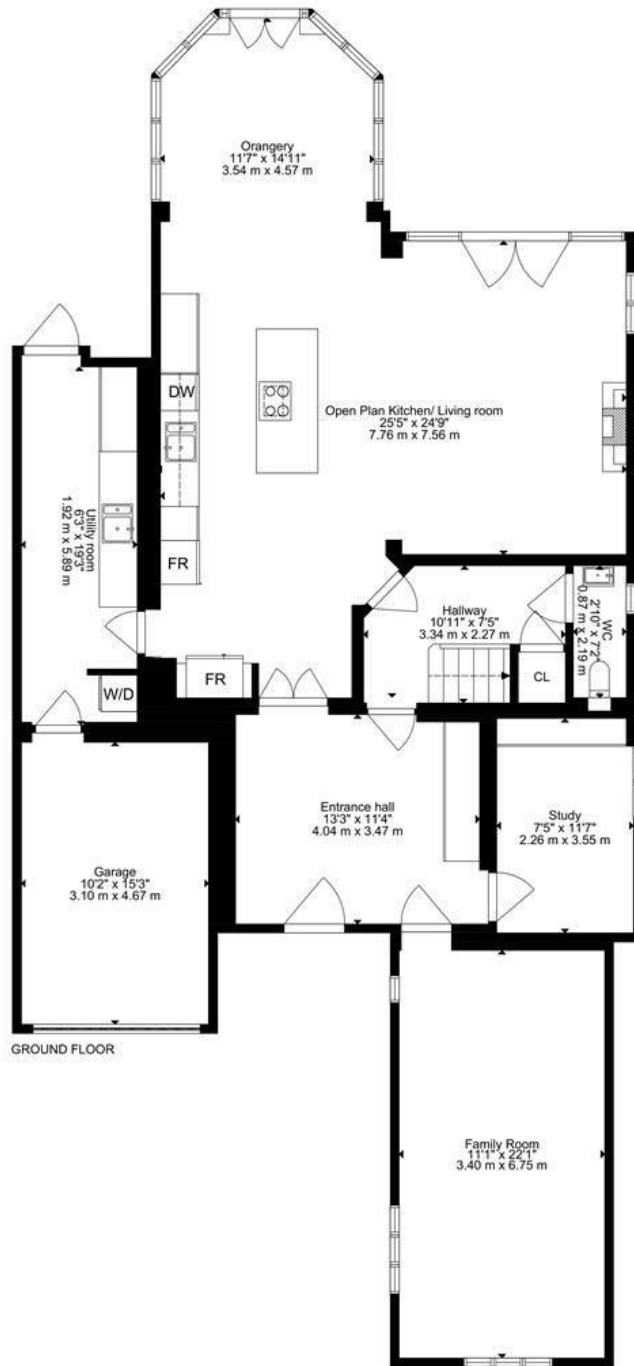 Orangery
11'7" x 14'11"
3.54 m x 4.57 m
DW
Open Plan Kitchen/ Living room
25'5" x 24'9"
7.76 m x 7.56 m
Utility room
6'3" x 19'3"
1.92 m x 5.89 m
FR
Hallway
10'11" x 7'5"
3.34 m x 2.27 m
WC
2'10" x 7'2"
0.87 m x 2.19 m
FR
CL
W/D
Entrance hall
13'3" x 11'4"
4.04 m x 3.47 m
Study
7'5" x 11'7"
2.26 m x 3.55 m
Garage
10'2" x 15'3"
3.10 m x 4.67 m
GROUND FLOOR
Family Room
11'1" x 22'1"
3.40 m x 6.75 m